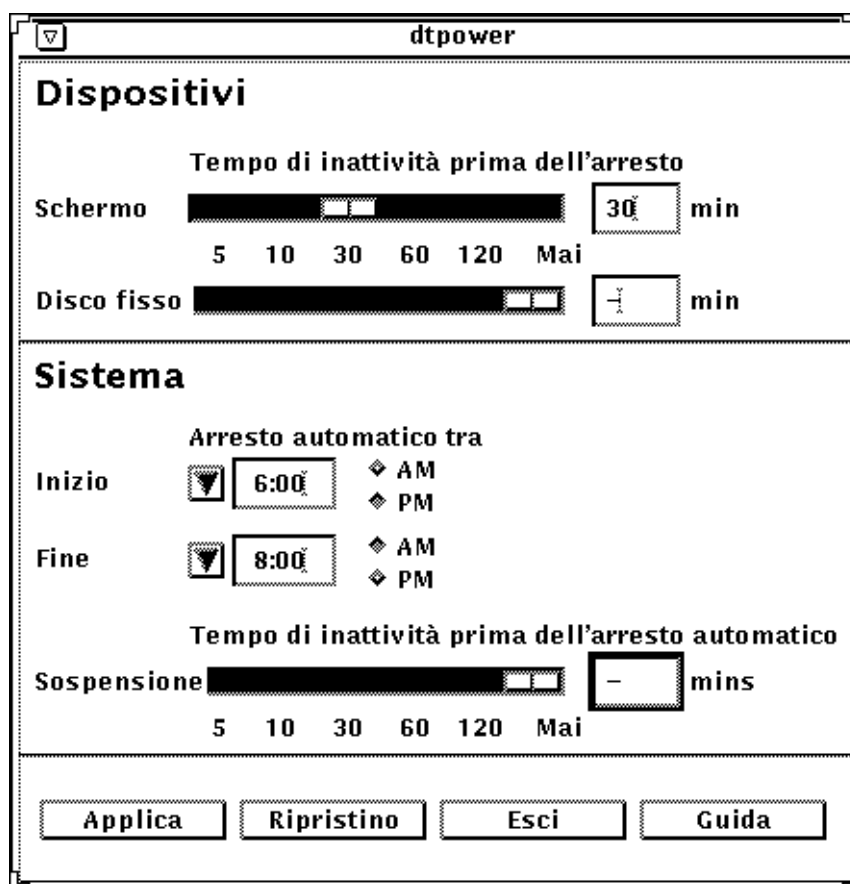 dtpower
Dispositivi
Tempo di inattività prima dell'arresto
Schermo 30 min
5 10 30 60 120 Mai
Disco fisso – min
Sistema
Arresto automatico tra
Inizio 6:00 AM
PM
Fine 8:00 AM
PM
Tempo di inattività prima dell'arresto automatico
Sospensione – mins
5 10 30 60 120 Mai
Applica Ripristino Esci Guida